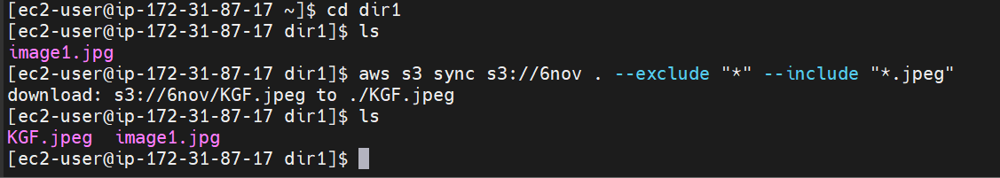 [ec2-user@ip-172-31-87-17 ~]$ cd dir1
[ec2-user@ip-172-31-87-17 dir1]$ ls
image1.jpg
[ec2-user@ip-172-31-87-17 dir1]$ aws s3 sync s3://6nov . --exclude "*" --include "*.jpeg"
download: s3://6nov/KGF.jpeg to ./KGF.jpeg
[ec2-user@ip-172-31-87-17 dir1]$ ls
KGF.jpeg  image1.jpg
[ec2-user@ip-172-31-87-17 dir1]$